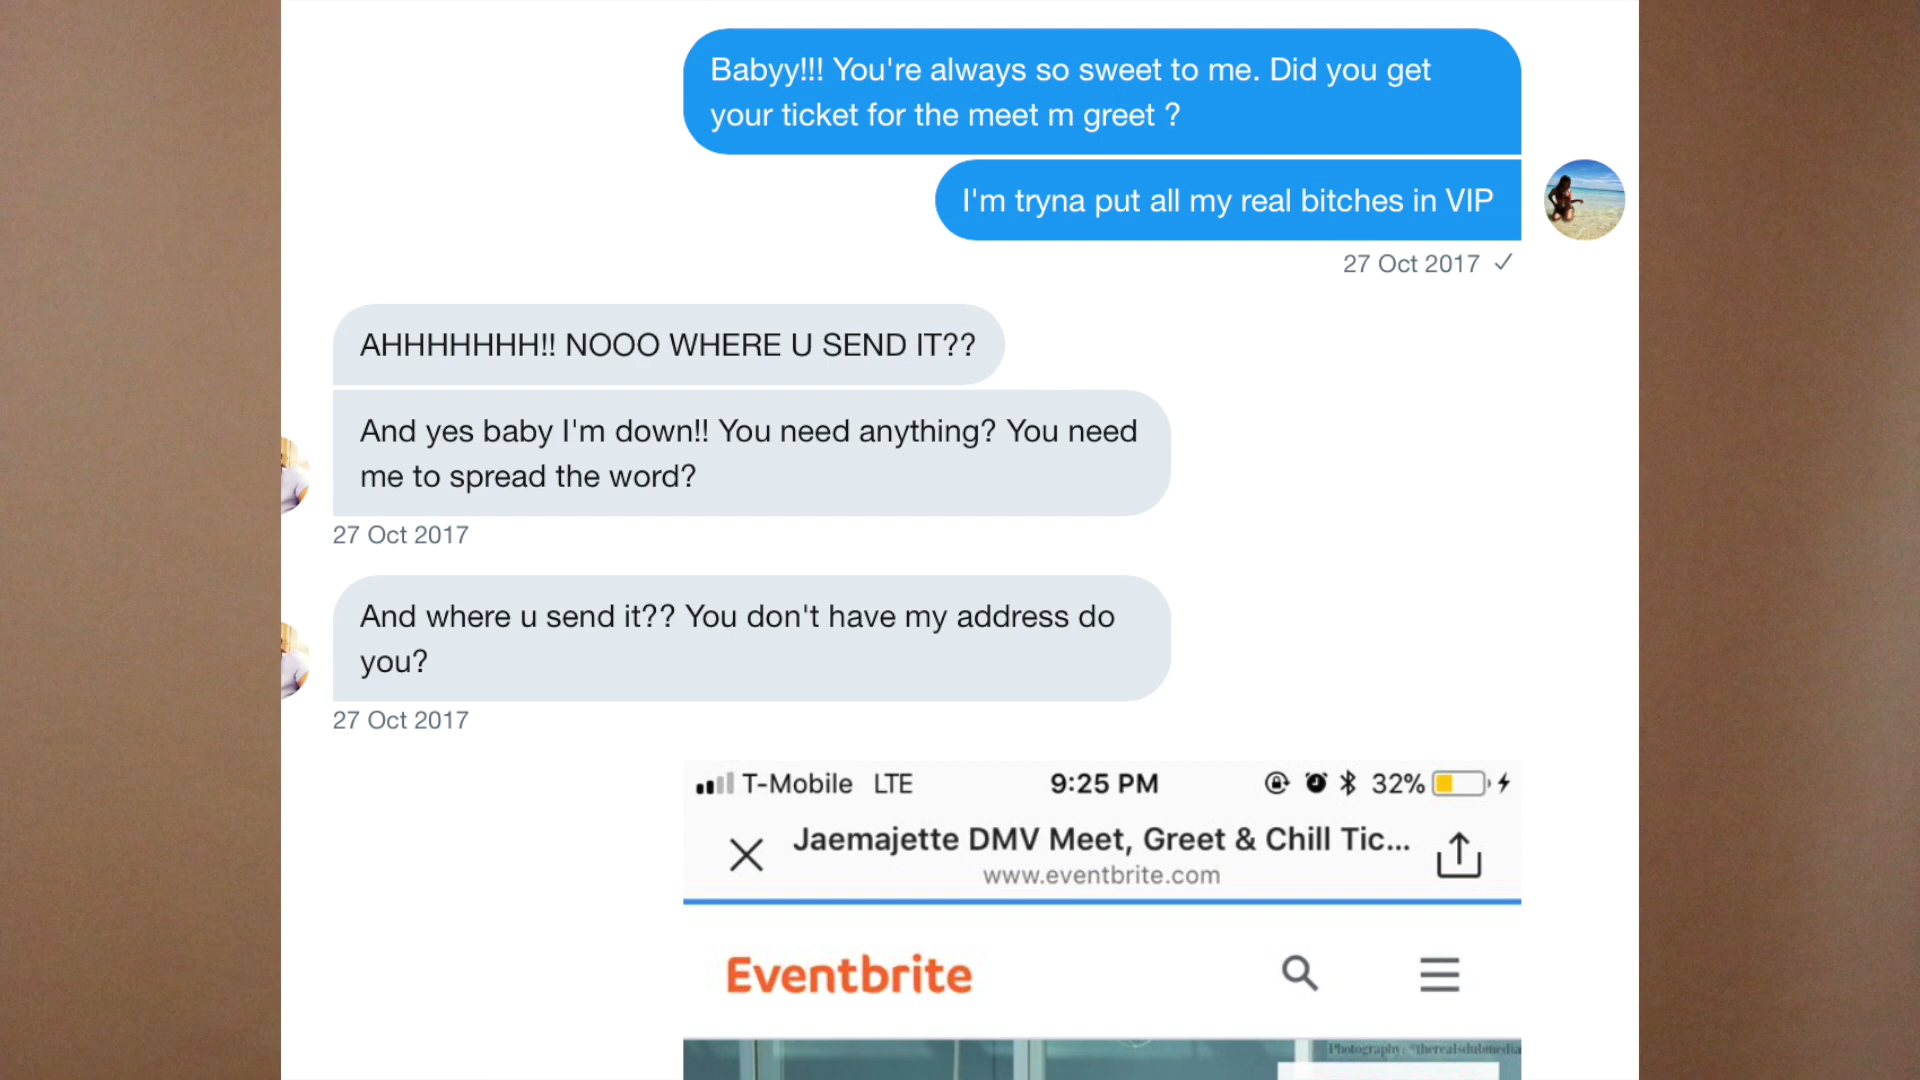 Babyy!!! You're always so sweet to me. Did you get
your ticket for the meet m greet ?
I'm tryna put all my real bitches in VIP
27 Oct 2017
AHHHHHHH!! NOOO WHERE U SEND IT??
And yes baby I'm down!! You need anything? You need
me to spread the word?
27 Oct 2017
And where u send it?? You don't have my address do
you?
27 Oct 2017
T-Mobile LTE 9:25 PM 32%
Jaemajette DMV Meet, Greet & Chill Tic...
www.eventbrite.com
Eventbrite
Photography: @therealsdubmedia